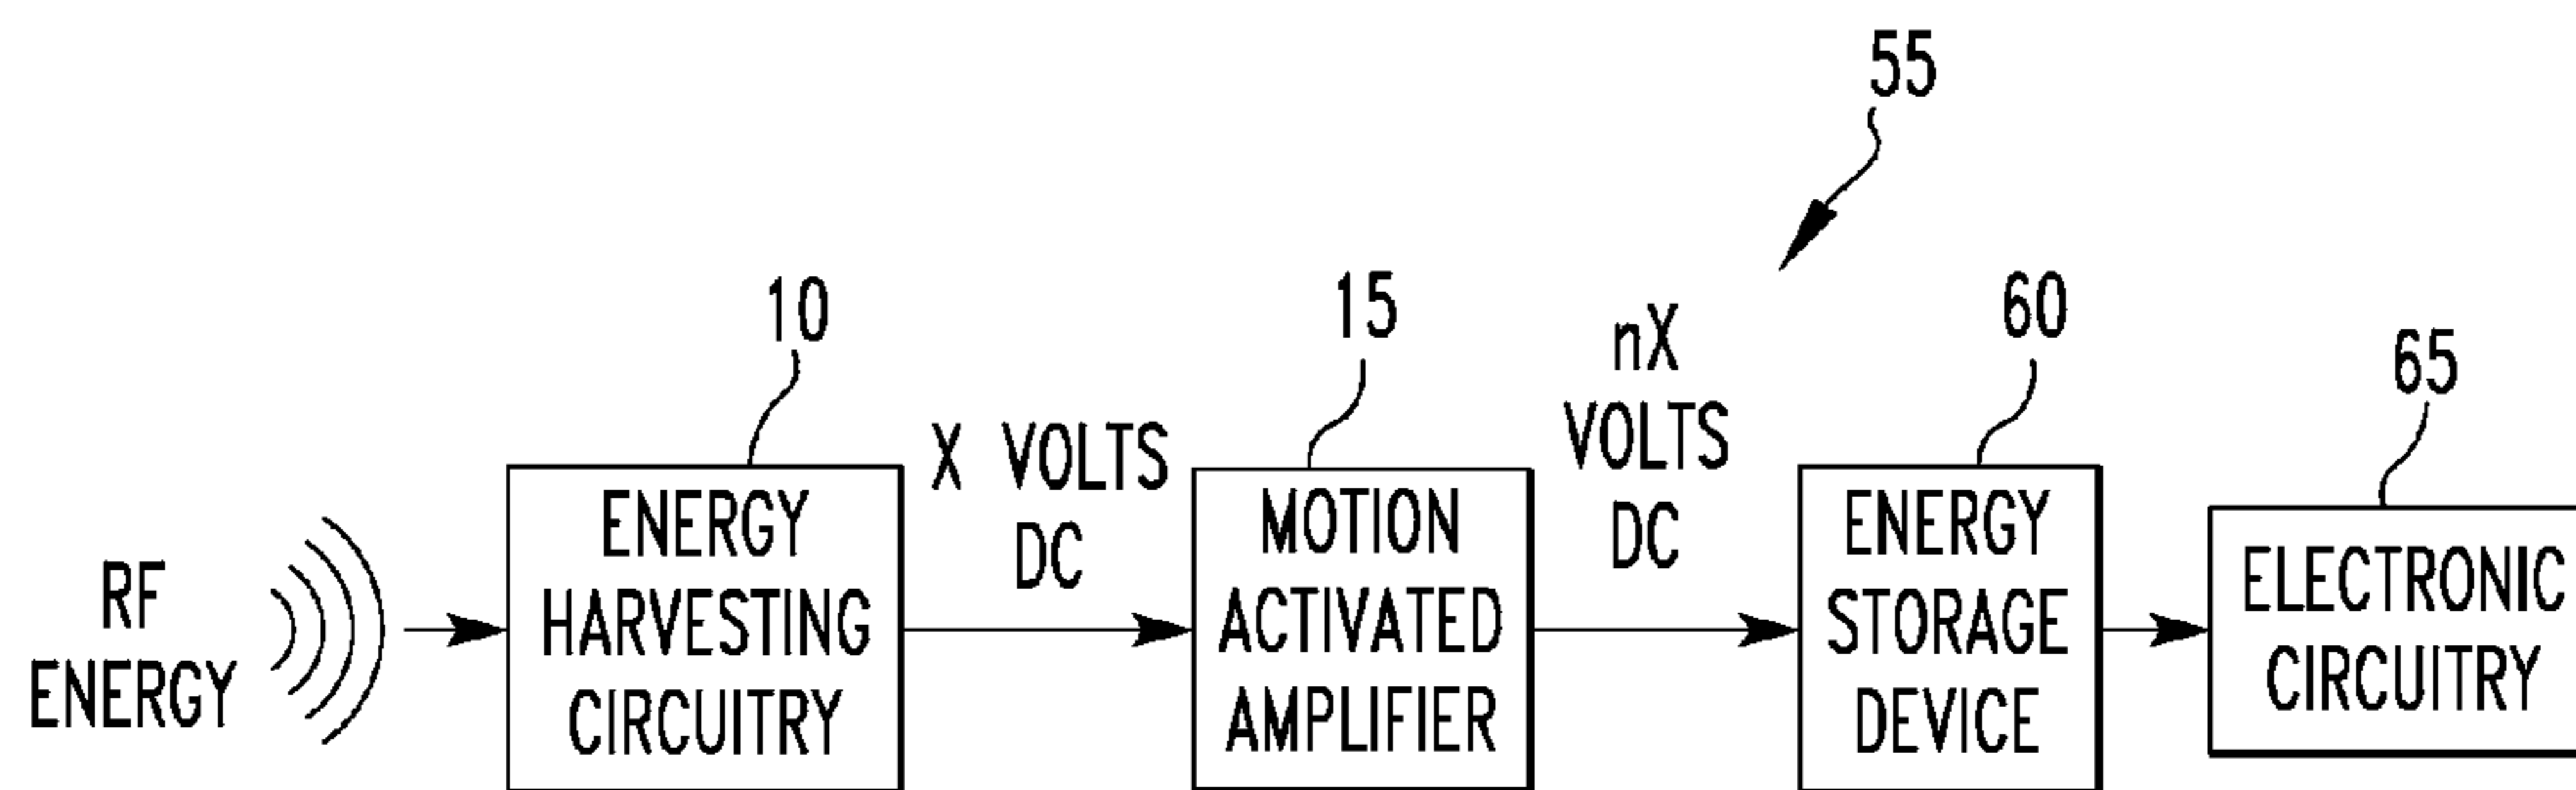 55
10
15
60
65
RF
ENERGY
ENERGY
HARVESTING
CIRCUITRY
X VOLTS
DC
MOTION
ACTIVATED
AMPLIFIER
nX
VOLTS
DC
ENERGY
STORAGE
DEVICE
ELECTRONIC
CIRCUITRY